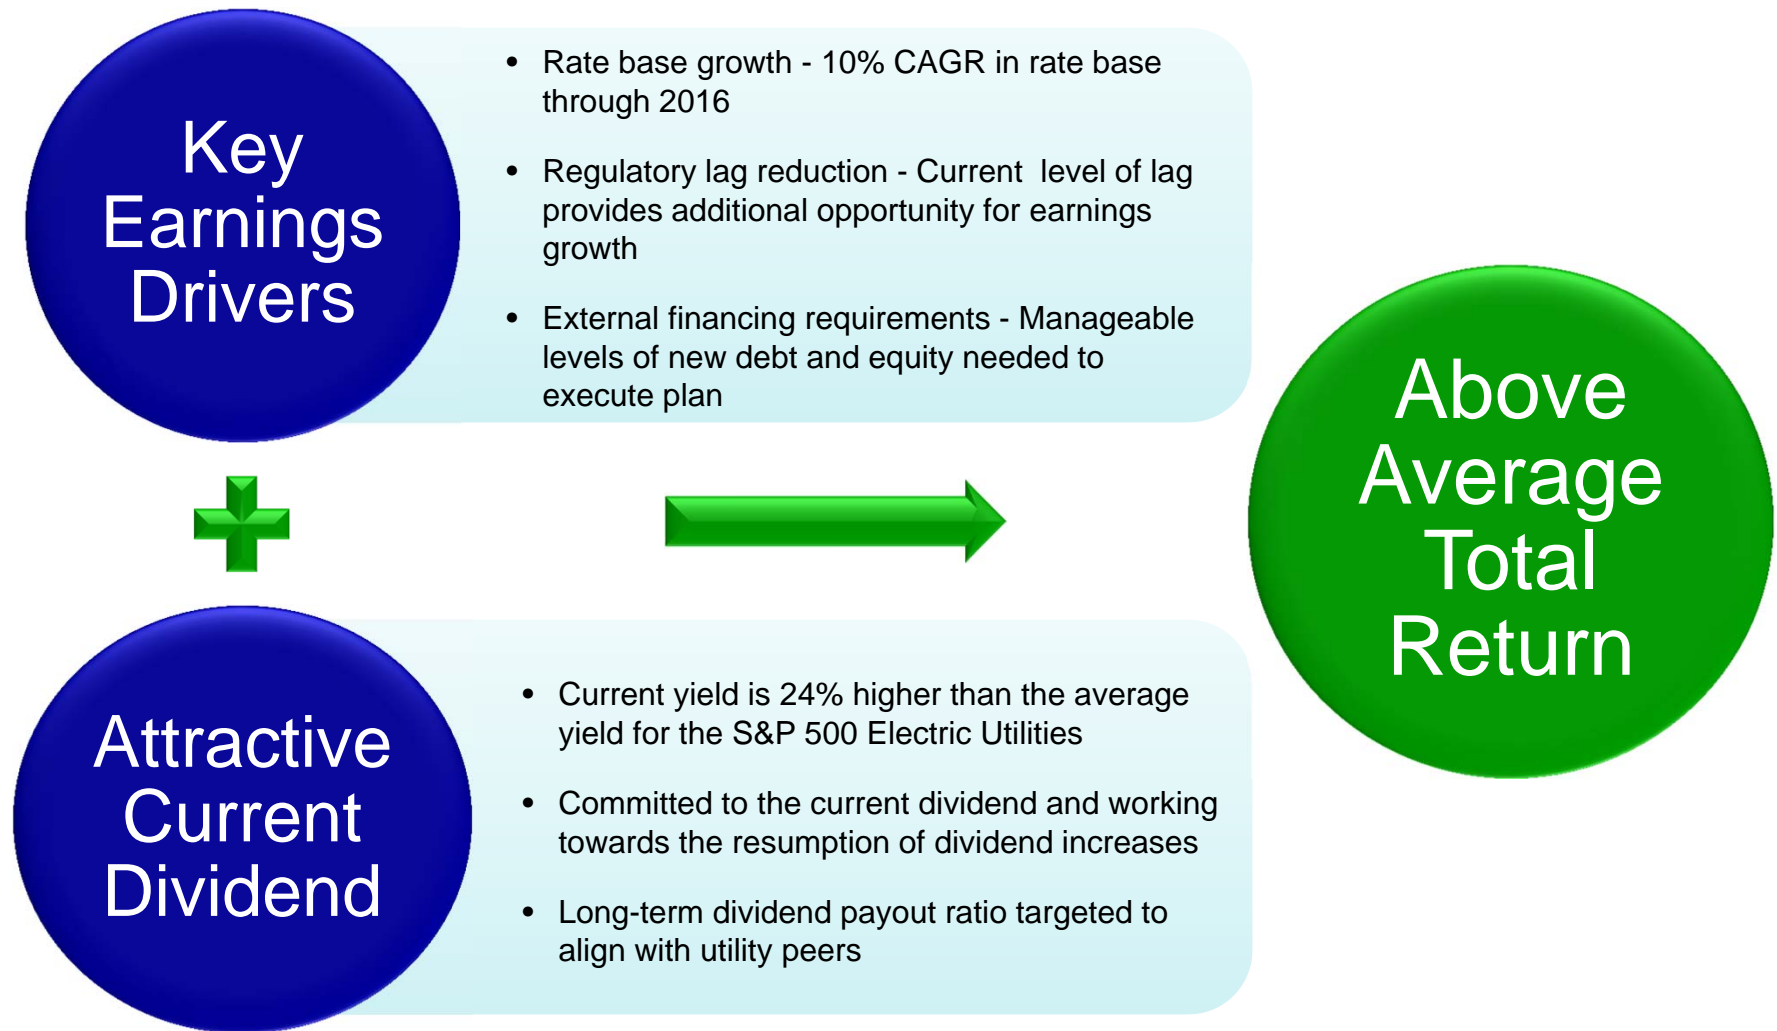 Key
Earnings
Drivers
• Rate base growth - 10% CAGR in rate base
through 2016
• Regulatory lag reduction - Current  level of lag
provides additional opportunity for earnings
growth
• External financing requirements - Manageable
levels of new debt and equity needed to
execute plan
Attractive
Current
Dividend
• Current yield is 24% higher than the average
yield for the S&P 500 Electric Utilities
• Committed to the current dividend and working
towards the resumption of dividend increases
• Long-term dividend payout ratio targeted to
align with utility peers
Above
Average
Total
Return